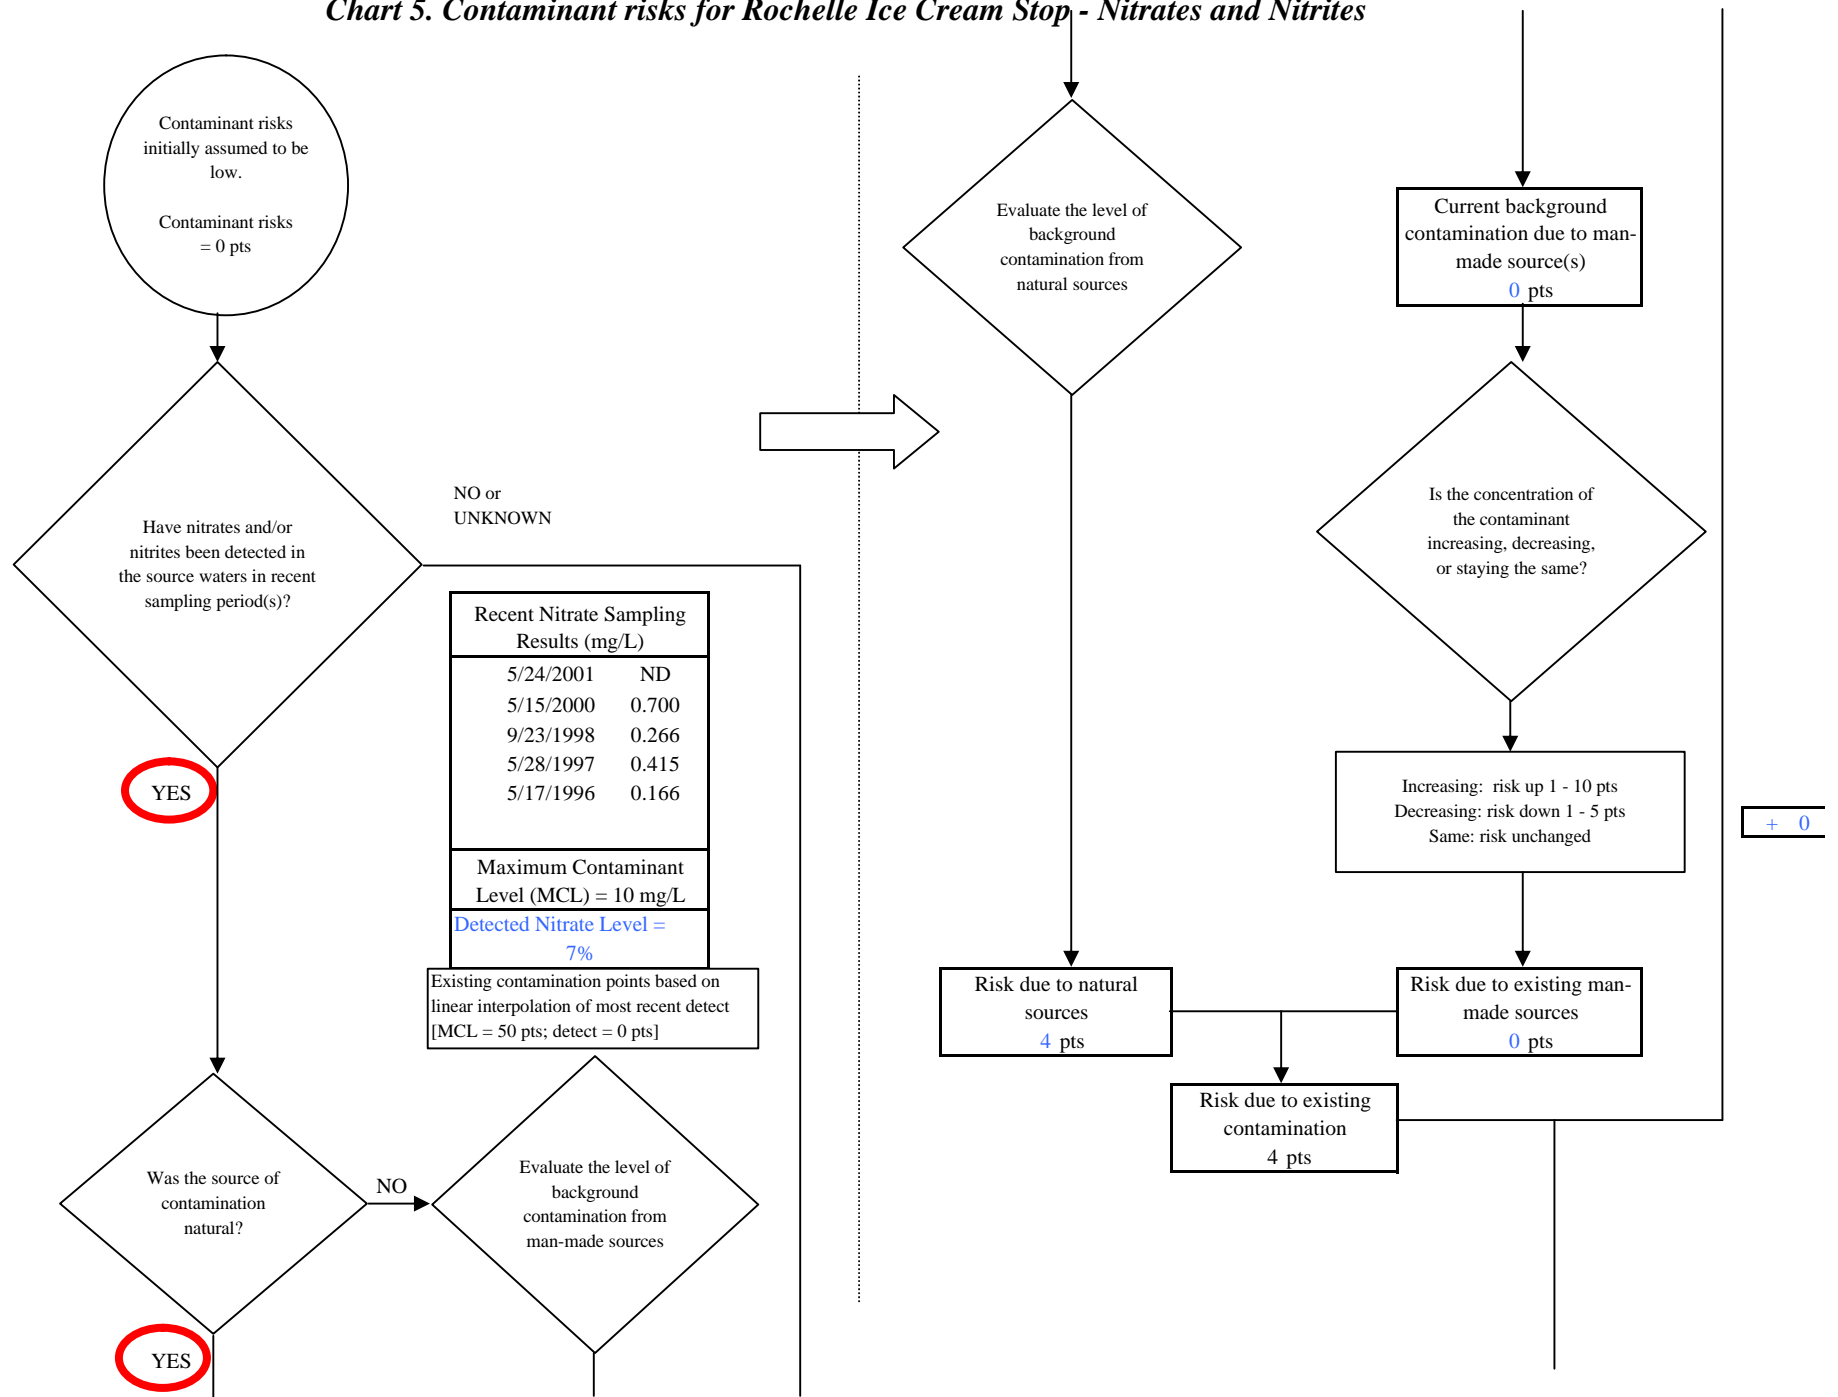 Chart 5. Contaminant risks for Rochelle Ice Cream Stop - Nitrates and Nitrites
Contaminant risks
initially assumed to be
low.
Contaminant risks
= 0 pts
Have nitrates and/or
nitrites been detected in
the source waters in recent
sampling period(s)?
NO or
UNKNOWN
YES
Recent Nitrate Sampling
Results (mg/L)
5/24/2001 ND
5/15/2000 0.700
9/23/1998 0.266
5/28/1997 0.415
5/17/1996 0.166
Maximum Contaminant
Level (MCL) = 10 mg/L
Detected Nitrate Level =
7%
Existing contamination points based on
linear interpolation of most recent detect
[MCL = 50 pts; detect = 0 pts]
Was the source of
contamination
natural?
NO
Evaluate the level of
background
contamination from
man-made sources
YES
Evaluate the level of
background
contamination from
natural sources
Current background
contamination due to man-
made source(s)
0 pts
Is the concentration of
the contaminant
increasing, decreasing,
or staying the same?
Increasing: risk up 1 - 10 pts
Decreasing: risk down 1 - 5 pts
Same: risk unchanged
+ 0
Risk due to natural
sources
4 pts
Risk due to existing man-
made sources
0 pts
Risk due to existing
contamination
4 pts